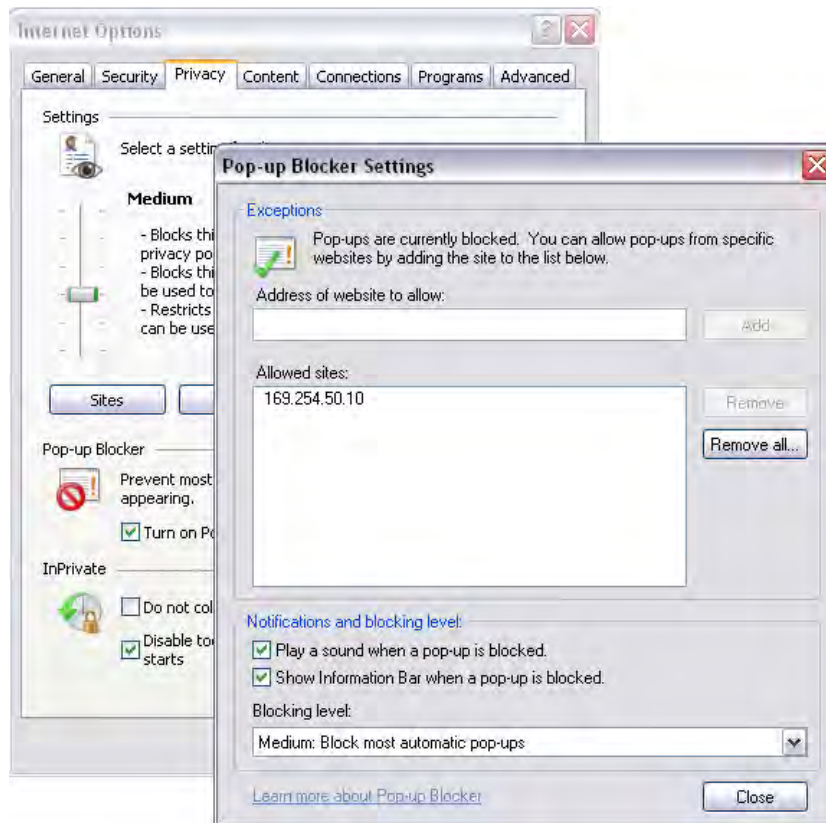 Internet Options
General Security Privacy Content Connections Programs Advanced
Settings
Select a setting
Medium
- Blocks thi
privacy po
- Blocks thi
be used to
- Restricts
can be use
Sites
Pop-up Blocker
Prevent most
appearing.
Turn on Po
InPrivate
Do not col
Disable too
starts
Pop-up Blocker Settings
Exceptions
Pop-ups are currently blocked. You can allow pop-ups from specific
websites by adding the site to the list below.
Address of website to allow:
Add
Allowed sites:
169.254.50.10
Remove
Remove all...
Notifications and blocking level:
Play a sound when a pop-up is blocked.
Show Information Bar when a pop-up is blocked.
Blocking level:
Medium: Block most automatic pop-ups
Learn more about Pop-up Blocker
Close